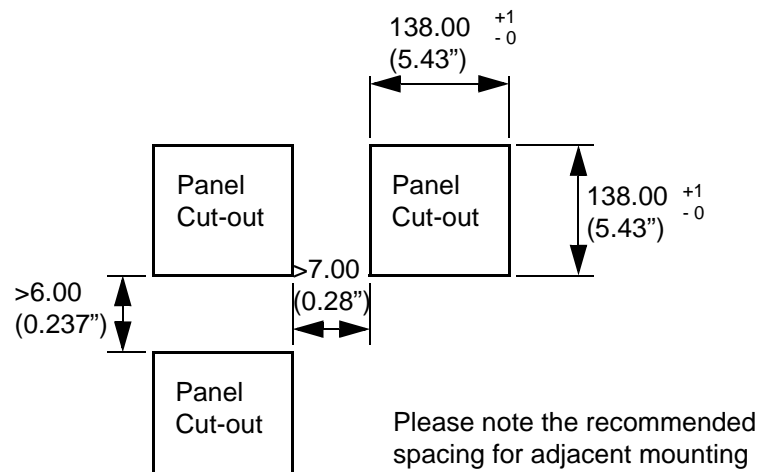 138.00 +1
- 0
(5.43”)
Panel
Cut-out
Panel
Cut-out
138.00 +1
- 0
(5.43”)
>7.00
(0.28”)
>6.00
(0.237”)
Panel
Cut-out
Please note the recommended
spacing for adjacent mounting